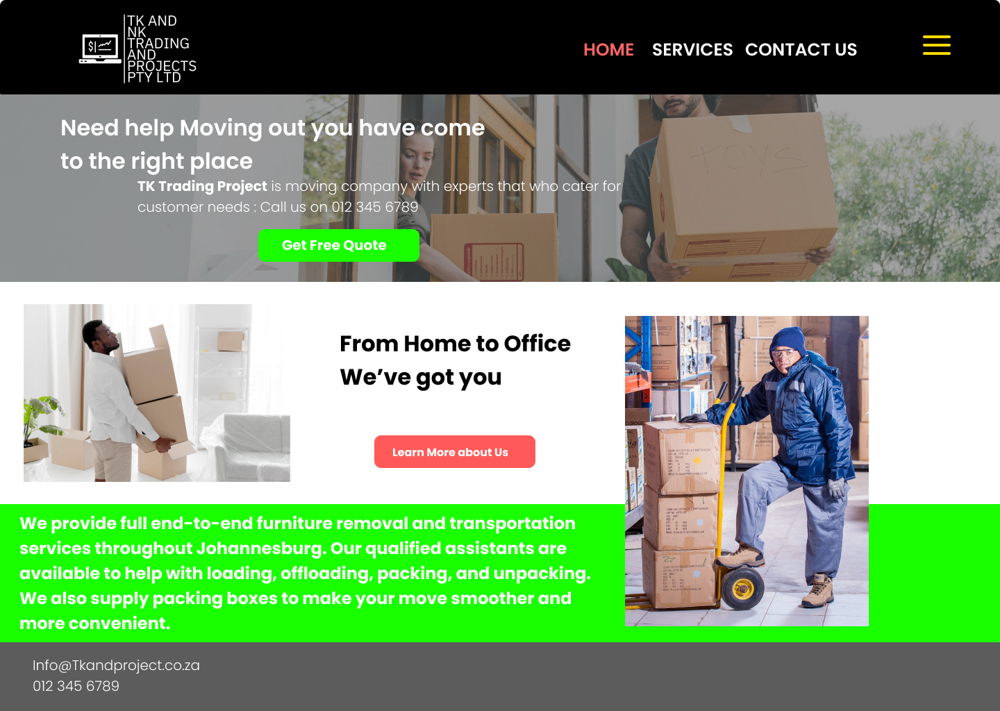 TK AND
NK
TRADING
AND
PROJECTS
PTY LTD
HOME SERVICES CONTACT US
Need help Moving out you have come
to the right place
TK Trading Project is moving company with experts that who cater for
customer needs : Call us on 012 345 6789
Get Free Quote
TOYS
From Home to Office
We’ve got you
Learn More about Us
We provide full end-to-end furniture removal and transportation
services throughout Johannesburg. Our qualified assistants are
available to help with loading, offloading, packing, and unpacking.
We also supply packing boxes to make your move smoother and
more convenient.
Info@Tkandproject.co.za
012 345 6789